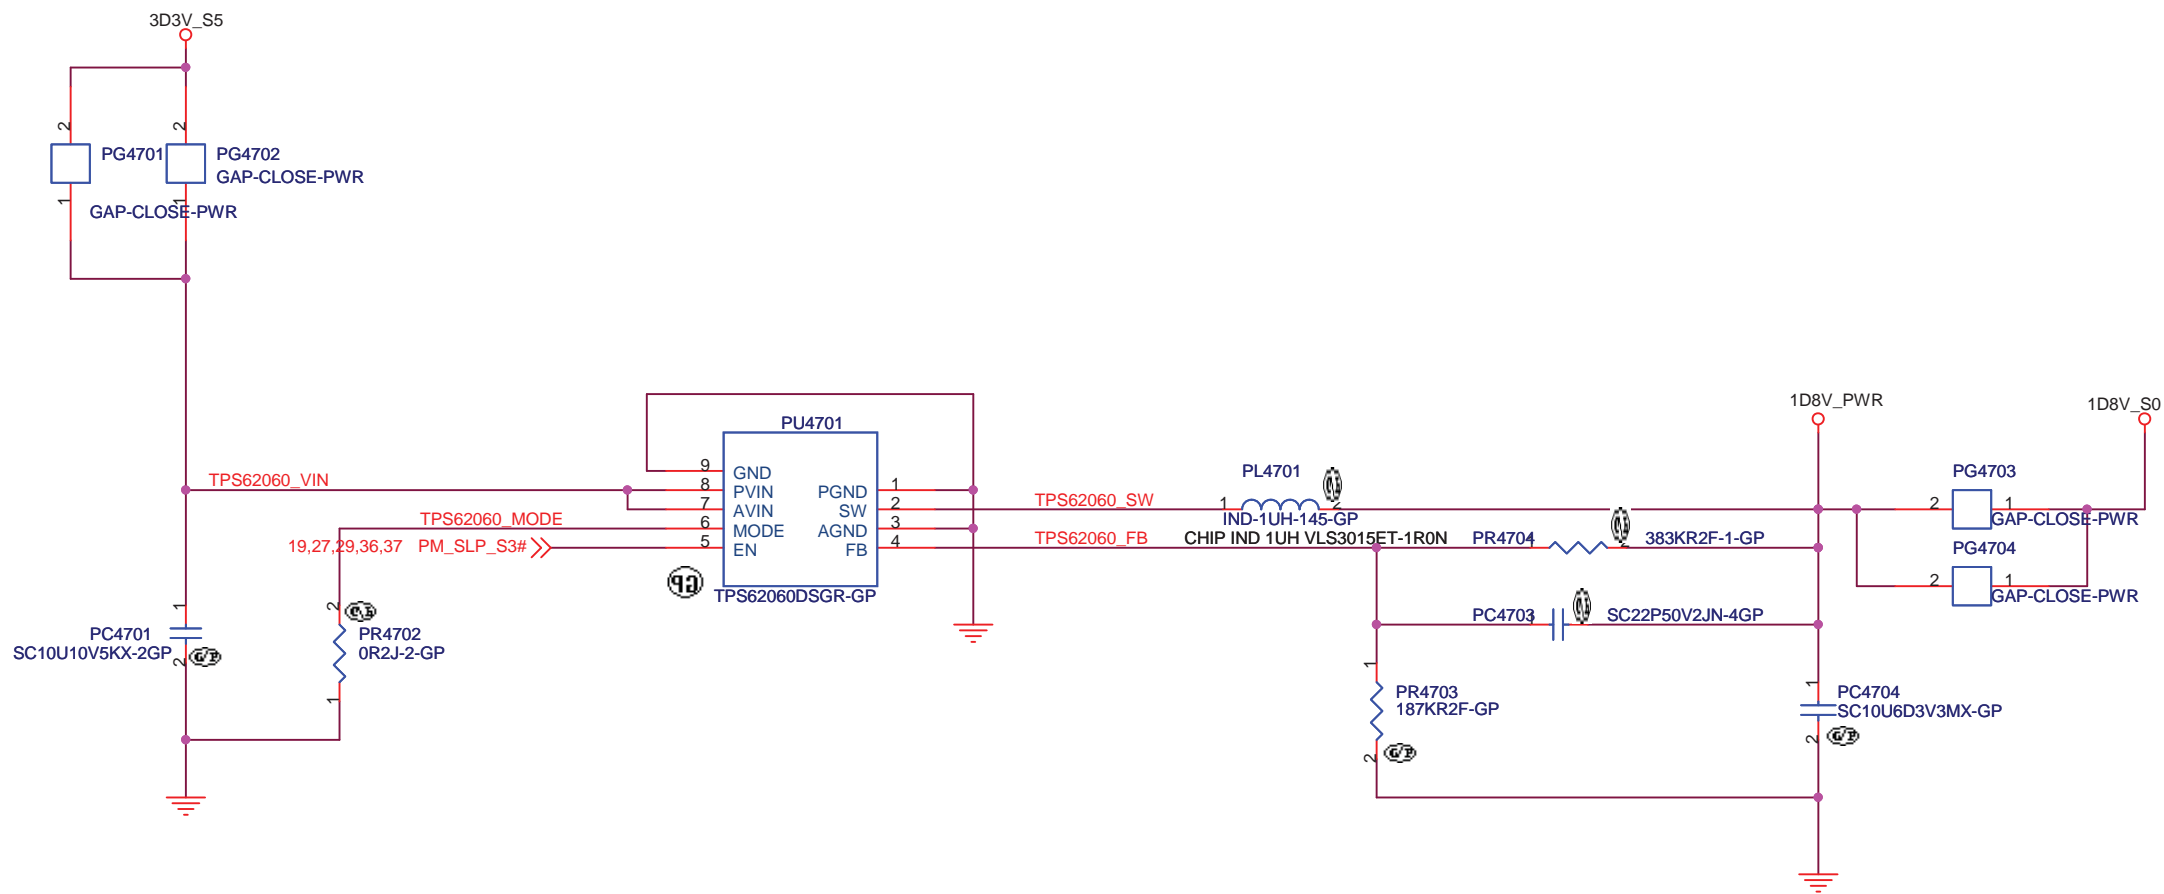 3D3V_S5
2
2
PG4701
PG4702
GAP-CLOSE-PWR
1
1
GAP-CLOSE-PWR
1D8V_PWR
1D8V_S0
PU4701
TPS62060_VIN
TPS62060_MODE
19,27,29,36,37 PM_SLP_S3#
9 GND
8 PVIN
7 AVIN
6 MODE
5 EN
PGND 1
SW 2
AGND 3
FB 4
GP
TPS62060DSGR-GP
TPS62060_SW
TPS62060_FB
PL4701
1
2
IND-1UH-145-GP
CHIP IND 1UH VLS3015ET-1R0N
PR4704
1
2
383KR2F-1-GP
PG4703
2
1
GAP-CLOSE-PWR
PG4704
2
1
GAP-CLOSE-PWR
PC4703
SC22P50V2JN-4GP
1
PC4701
SC10U10V5KX-2GP
2
2
PR4702
0R2J-2-GP
1
1
PR4703
187KR2F-GP
2
1
PC4704
SC10U6D3V3MX-GP
2